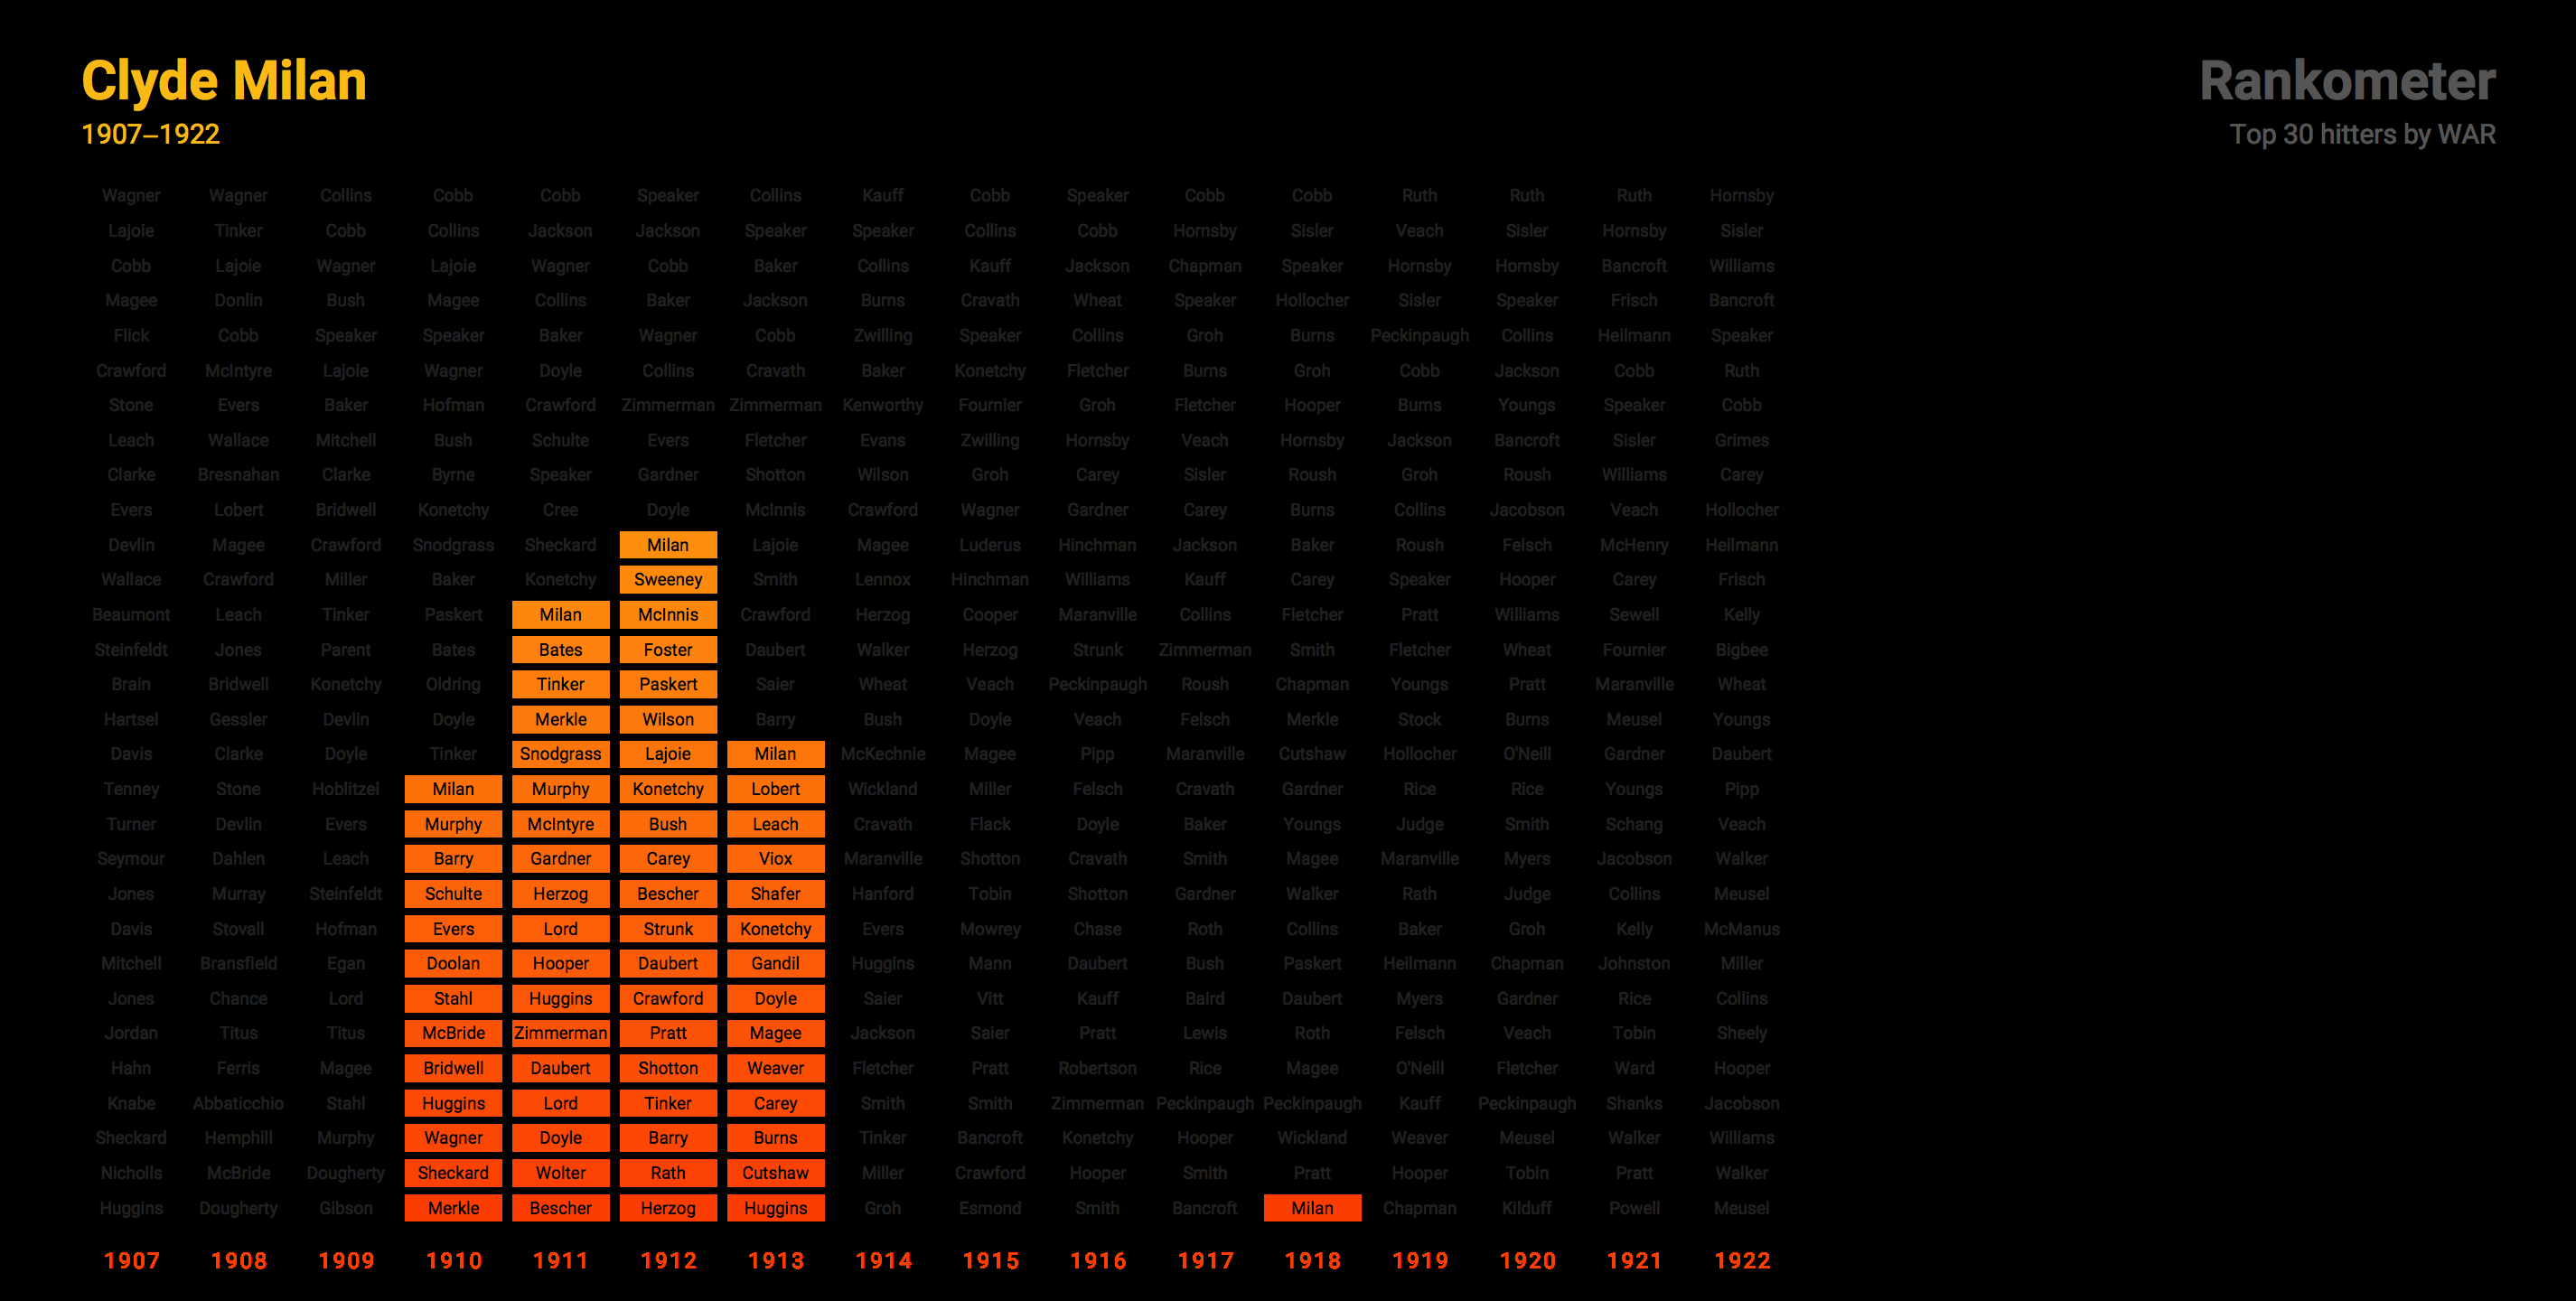 Clyde Milan
1907–1922
Rankometer
Top 30 hitters by WAR
Wagner Wagner Collins Cobb Cobb Speaker Collins Kauff Cobb Speaker Cobb Cobb Ruth Ruth Ruth Hornsby
Lajoie Tinker Cobb Collins Jackson Jackson Speaker Speaker Collins Cobb Hornsby Sisler Veach Sisler Hornsby Sisler
Cobb Lajoie Wagner Lajoie Wagner Cobb Baker Collins Kauff Jackson Chapman Speaker Hornsby Hornsby Bancroft Williams
Magee Donlin Bush Magee Collins Baker Jackson Burns Cravath Wheat Speaker Hollocher Sisler Speaker Frisch Bancroft
Flick Cobb Speaker Speaker Baker Wagner Cobb Zwilling Speaker Collins Groh Burns Peckinpaugh Collins Heilmann Speaker
Crawford McIntyre Lajoie Wagner Doyle Collins Cravath Baker Konetchy Fletcher Burns Groh Cobb Jackson Cobb Ruth
Stone Evers Baker Hofman Crawford Zimmerman Zimmerman Kenworthy Fournier Groh Fletcher Hooper Burns Youngs Speaker Cobb
Leach Wallace Mitchell Bush Schulte Evers Fletcher Evans Zwilling Hornsby Veach Hornsby Jackson Bancroft Sisler Grimes
Clarke Bresnahan Clarke Byrne Speaker Gardner Shotton Wilson Groh Carey Sisler Roush Groh Roush Williams Carey
Evers Lobert Bridwell Konetchy Cree Doyle McInnis Crawford Wagner Gardner Carey Burns Collins Jacobson Veach Hollocher
Devlin Magee Crawford Snodgrass Sheckard Milan Lajoie Magee Luderus Hinchman Jackson Baker Roush Felsch McHenry Heilmann
Wallace Crawford Miller Baker Konetchy Sweeney Smith Lennox Hinchman Williams Kauff Carey Speaker Hooper Carey Frisch
Beaumont Leach Tinker Paskert Milan McInnis Crawford Herzog Cooper Maranville Collins Fletcher Pratt Williams Sewell Kelly
Steinfeldt Jones Parent Bates Bates Foster Daubert Walker Herzog Strunk Zimmerman Smith Fletcher Wheat Fournier Bigbee
Brain Bridwell Konetchy Oldring Tinker Paskert Saier Wheat Veach Peckinpaugh Roush Chapman Youngs Pratt Maranville Wheat
Hartsel Gessler Devlin Doyle Merkle Wilson Barry Bush Doyle Veach Felsch Merkle Stock Burns Meusel Youngs
Davis Clarke Doyle Tinker Snodgrass Lajoie Milan McKechnie Magee Pipp Maranville Cutshaw Hollocher O'Neill Gardner Daubert
Tenney Stone Hoblitzel Milan Murphy Konetchy Lobert Wickland Miller Felsch Cravath Gardner Rice Rice Youngs Pipp
Turner Devlin Evers Murphy McIntyre Bush Leach Cravath Flack Doyle Baker Youngs Judge Smith Schang Veach
Seymour Dahlen Leach Barry Gardner Carey Viox Maranville Shotton Cravath Smith Magee Maranville Myers Jacobson Walker
Jones Murray Steinfeldt Schulte Herzog Bescher Shafer Hanford Tobin Shotton Gardner Walker Rath Judge Collins Meusel
Davis Stovall Hofman Evers Lord Strunk Konetchy Evers Mowrey Chase Roth Collins Baker Groh Kelly McManus
Mitchell Bransfield Egan Doolan Hooper Daubert Gandil Huggins Mann Daubert Bush Paskert Heilmann Chapman Johnston Miller
Jones Chance Lord Stahl Huggins Crawford Doyle Saier Vitt Kauff Baird Daubert Myers Gardner Rice Collins
Jordan Titus Titus McBride Zimmerman Pratt Magee Jackson Saier Pratt Lewis Roth Felsch Veach Tobin Sheely
Hahn Ferris Magee Bridwell Daubert Shotton Weaver Fletcher Pratt Robertson Rice Magee O'Neill Fletcher Ward Hooper
Knabe Abbaticchio Stahl Huggins Lord Tinker Carey Smith Smith Zimmerman Peckinpaugh Peckinpaugh Kauff Peckinpaugh Shanks Jacobson
Sheckard Hemphill Murphy Wagner Doyle Barry Burns Tinker Bancroft Konetchy Hooper Wickland Weaver Meusel Walker Williams
Nicholls McBride Dougherty Sheckard Wolter Rath Cutshaw Miller Crawford Hooper Smith Pratt Hooper Tobin Pratt Walker
Huggins Dougherty Gibson Merkle Bescher Herzog Huggins Groh Esmond Smith Bancroft Milan Chapman Kilduff Powell Meusel
1907 1908 1909 1910 1911 1912 1913 1914 1915 1916 1917 1918 1919 1920 1921 1922